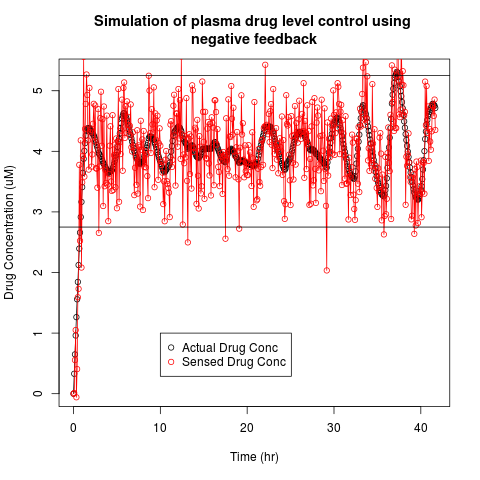 Simulation of plasma drug level control using
negative feedback
Drug Concentration (uM)
5
4
3
2
1
0
Actual Drug Conc
Sensed Drug Conc
0 10 20 30 40
Time (hr)